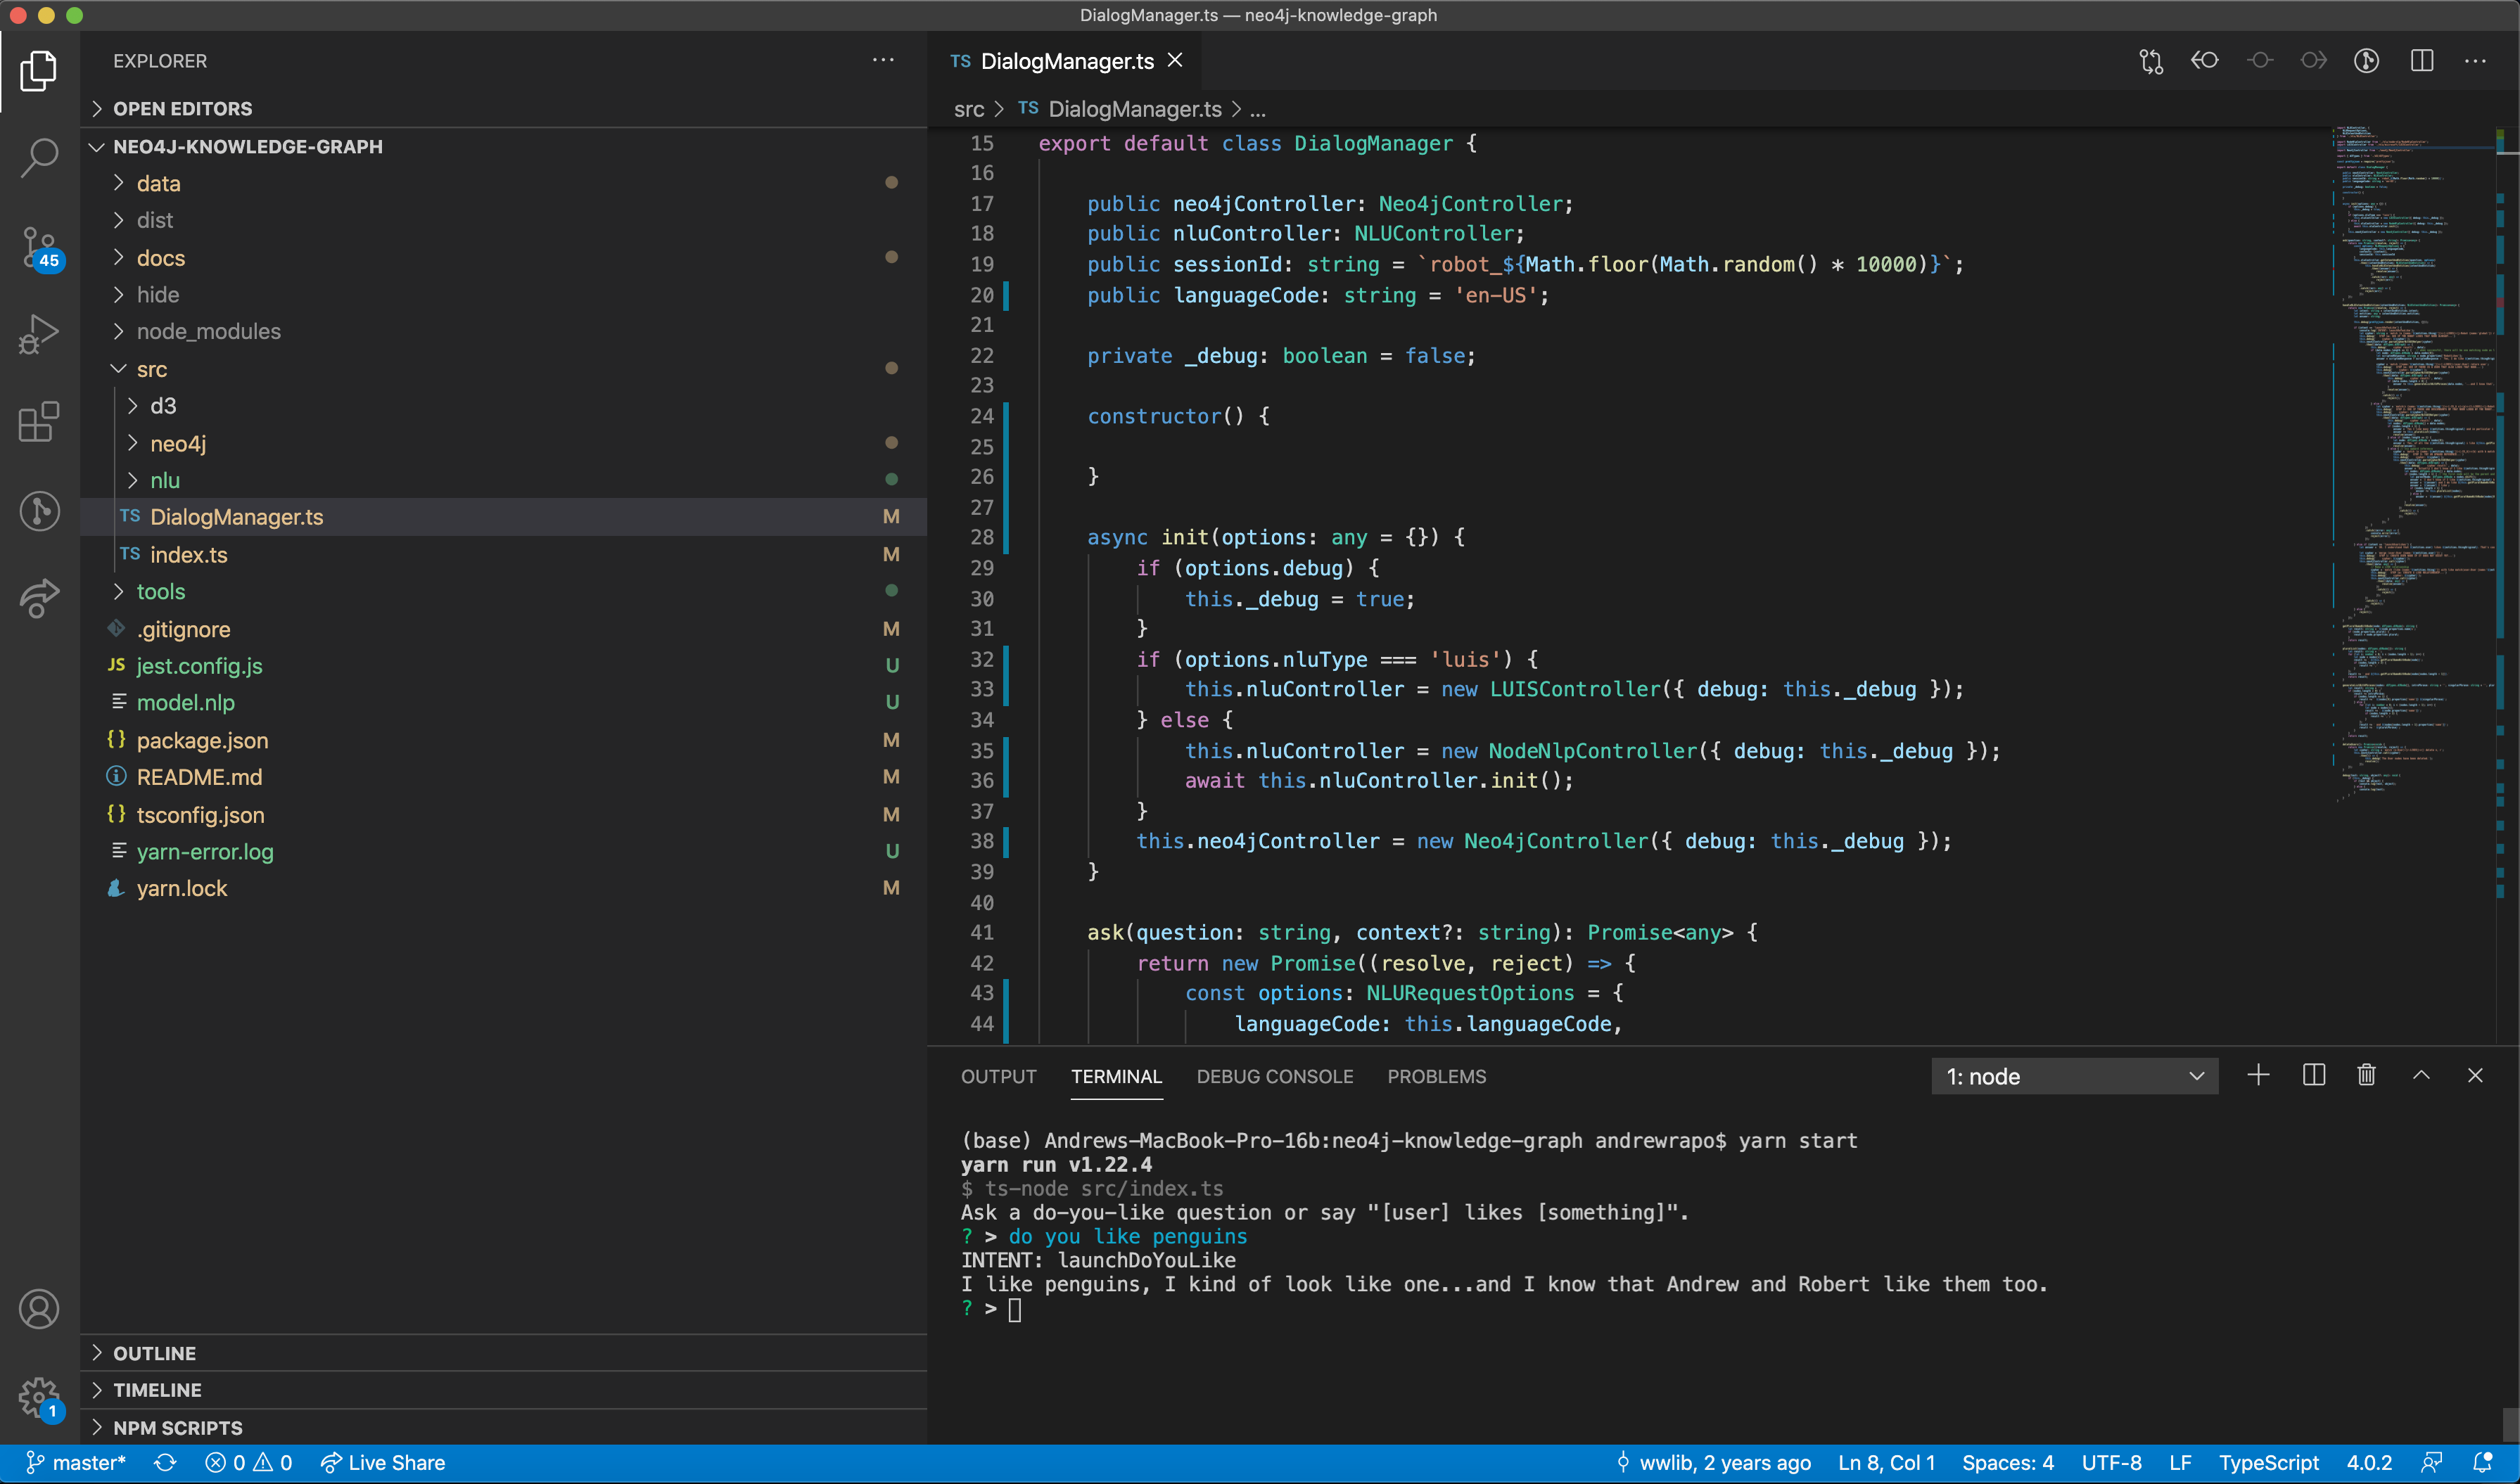 DialogManager.ts — neo4j-knowledge-graph
EXPLORER
OPEN EDITORS
NEO4J-KNOWLEDGE-GRAPH
data
dist
docs
hide
node_modules
src
d3
neo4j
nlu
TS DialogManager.ts M
TS index.ts M
tools
.gitignore M
JS jest.config.js U
model.nlp U
{} package.json M
README.md M
{} tsconfig.json M
yarn-error.log U
yarn.lock M
OUTLINE
TIMELINE
NPM SCRIPTS
45
1
TS DialogManager.ts
src > TS DialogManager.ts > ...
15 export default class DialogManager {
16
17 public neo4jController: Neo4jController;
18 public nluController: NLUController;
19 public sessionId: string = `robot_${Math.floor(Math.random() * 10000)}`;
20 public languageCode: string = 'en-US';
21
22 private _debug: boolean = false;
23
24 constructor() {
25
26 }
27
28 async init(options: any = {}) {
29 if (options.debug) {
30 this._debug = true;
31 }
32 if (options.nluType === 'luis') {
33 this.nluController = new LUISController({ debug: this._debug });
34 } else {
35 this.nluController = new NodeNlpController({ debug: this._debug });
36 await this.nluController.init();
37 }
38 this.neo4jController = new Neo4jController({ debug: this._debug });
39 }
40
41 ask(question: string, context?: string): Promise<any> {
42 return new Promise((resolve, reject) => {
43 const options: NLURequestOptions = {
44 languageCode: this.languageCode,
OUTPUT TERMINAL DEBUG CONSOLE PROBLEMS 1: node
(base) Andrews-MacBook-Pro-16b:neo4j-knowledge-graph andrewrapo$ yarn start
yarn run v1.22.4
$ ts-node src/index.ts
Ask a do-you-like question or say "[user] likes [something]".
? > do you like penguins
INTENT: launchDoYouLike
I like penguins, I kind of look like one...and I know that Andrew and Robert like them too.
? >
master* 0 0 Live Share wwlib, 2 years ago Ln 8, Col 1 Spaces: 4 UTF-8 LF TypeScript 4.0.2